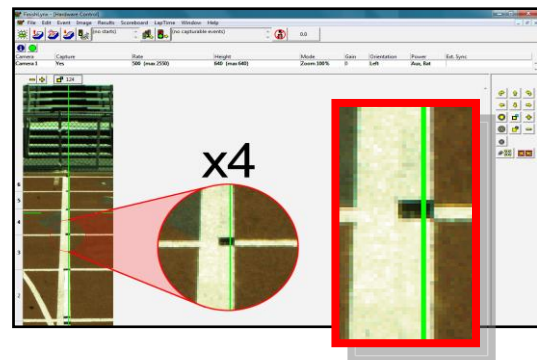 FinishLynx - [Hardware Control]
File Edit Event Image Results Scoreboard LapTime Window Help
(no starts)
(no capturable events)
0.0
Camera Capture Rate Height Mode Gain Orientation Power Ext. Sync
Camera 1 Yes 500 (max 2550) 640 (max 640) Zoom 100% 0 Left Aux, Bat
124
x4
6
5
4
3
2